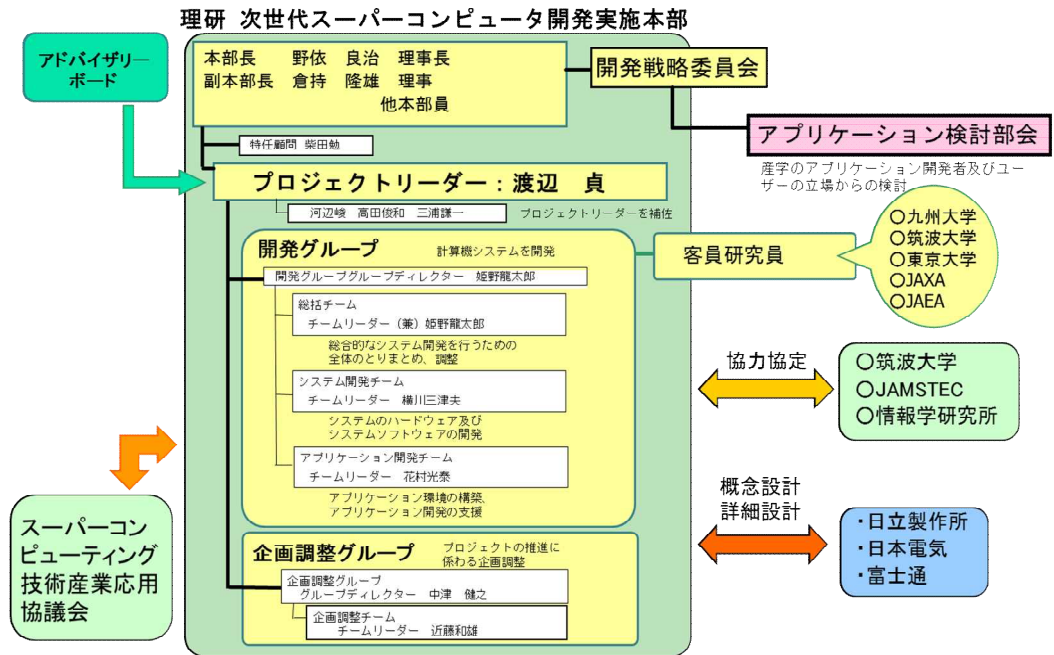 理研 次世代スーパーコンピュータ開発実施本部
アドバイザリー
ボード
本部長 野依 良治 理事長
副本部長 倉持 隆雄 理事
他本部員
開発戦略委員会
アプリケーション検討部会
産学のアプリケーション開発者及びユー
ザーの立場からの検討
特任顧問 柴田勉
プロジェクトリーダー：渡辺 貞
河辺峻 高田俊和 三浦謙一
プロジェクトリーダーを補佐
開発グループ
計算機システムを開発
開発グループグループディレクター 姫野龍太郎
総括チーム
チームリーダー（兼）姫野龍太郎
総合的なシステム開発を行うための
全体のとりまとめ、調整
システム開発チーム
チームリーダー 横川三津夫
システムのハードウェア及び
システムソフトウェアの開発
アプリケーション開発チーム
チームリーダー 花村光泰
アプリケーション環境の構築、
アプリケーション開発の支援
客員研究員
〇九州大学
〇筑波大学
〇東京大学
〇JAXA
〇JAEA
協力協定
〇筑波大学
〇JAMSTEC
〇情報学研究所
概念設計
詳細設計
・日立製作所
・日本電気
・富士通
スーパーコン
ピューティング
技術産業応用
協議会
企画調整グループ
プロジェクトの推進に
係わる企画調整
企画調整グループ
グループディレクター 中津 健之
企画調整チーム
チームリーダー 近藤和雄